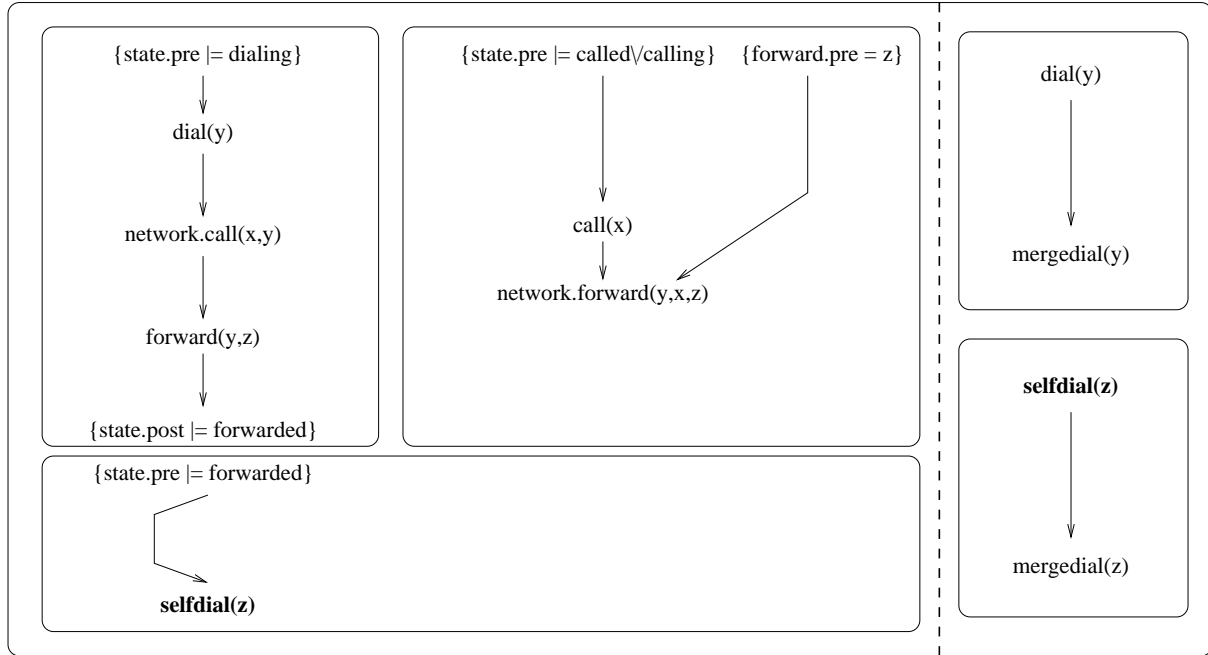 {state.pre |= dialing}
dial(y)
network.call(x,y)
forward(y,z)
{state.post |= forwarded}
{state.pre |= called\/calling}
{forward.pre = z}
call(x)
network.forward(y,x,z)
{state.pre |= forwarded}
selfdial(z)
dial(y)
mergedial(y)
selfdial(z)
mergedial(z)